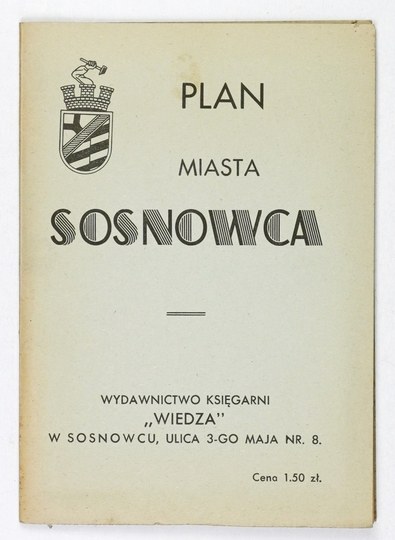 PLAN
MIASTA
SOSNOWCA
WYDAWNICTWO KSIĘGARNI
„WIEDZA"
W SOSNOWCU, ULICA 3-GO MAJA NR. 8.
Cena 1.50 zł.